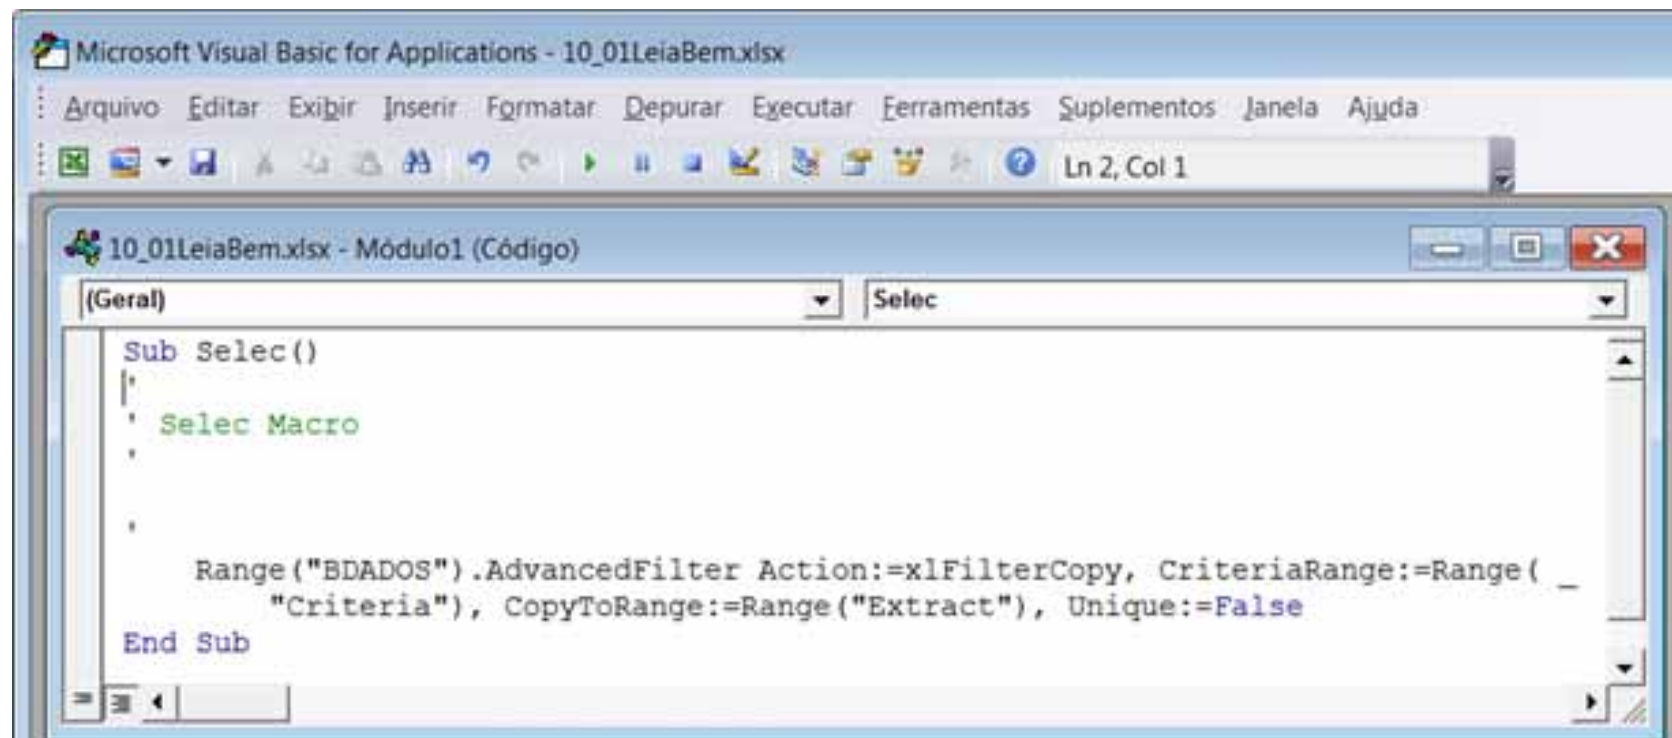 Microsoft Visual Basic for Applications - 10_01LeiaBem.xlsx
Arquivo Editar Exibir Inserir Formatar Depurar Executar Ferramentas Suplementos Janela Ajuda
Ln 2, Col 1
10_01LeiaBem.xlsx - Módulo1 (Código)
(Geral) Selec
Sub Selec()
'
' Selec Macro
'
'
Range("BDADOS").AdvancedFilter Action:=xlFilterCopy, CriteriaRange:=Range( _
"Criteria"), CopyToRange:=Range("Extract"), Unique:=False
End Sub